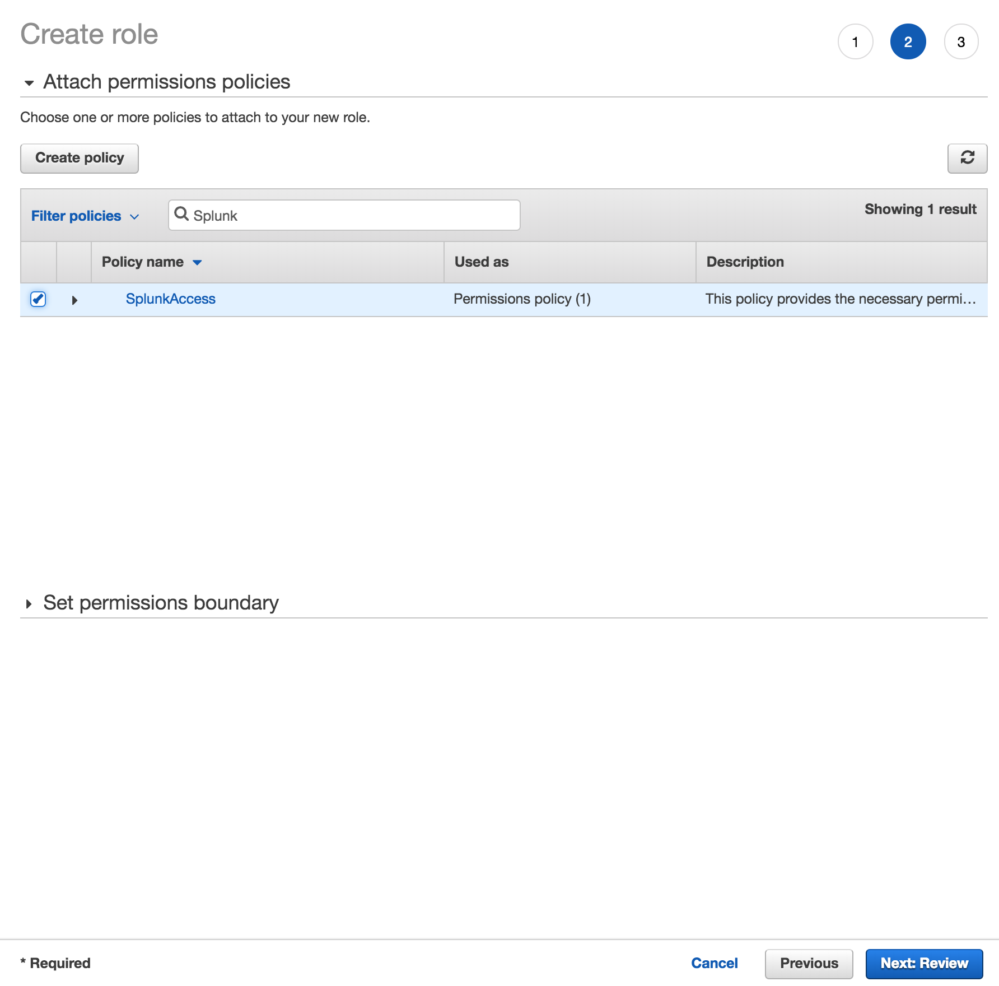 Create role
1 2 3
Attach permissions policies
Choose one or more policies to attach to your new role.
Create policy
Filter policies Splunk Showing 1 result
Policy name Used as Description
SplunkAccess Permissions policy (1) This policy provides the necessary permi...
Set permissions boundary
* Required Cancel Previous Next: Review